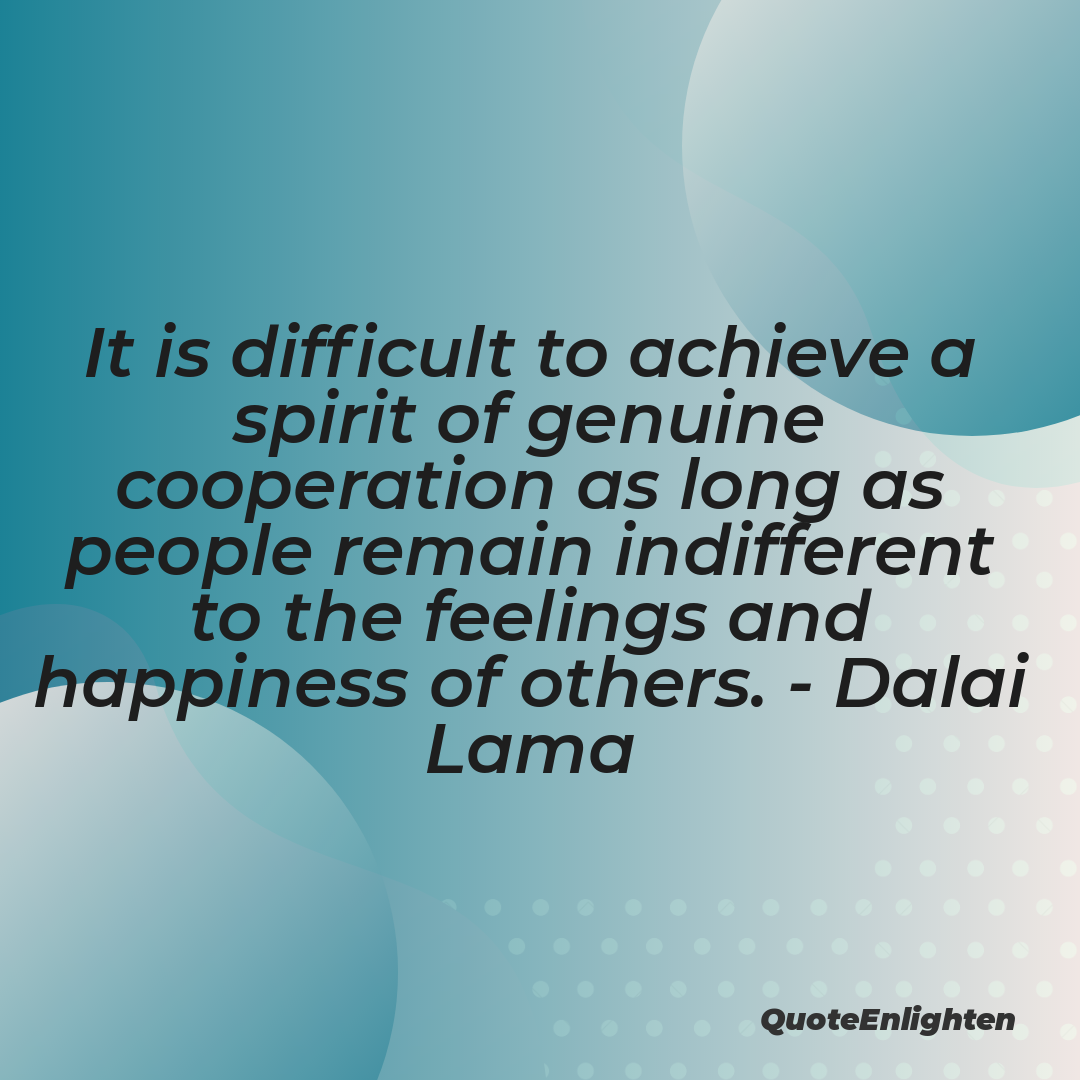 It is difficult to achieve a
spirit of genuine
cooperation as long as
people remain indifferent
to the feelings and
happiness of others. - Dalai
Lama
QuoteEnlighten